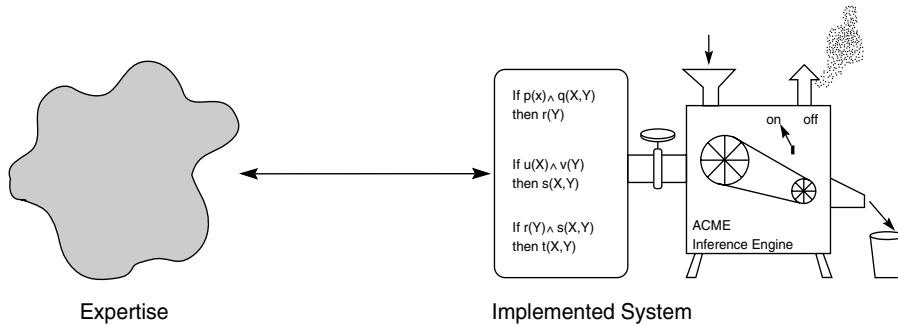 If p(x)∧ q(X,Y)
then r(Y)
If u(X)∧ v(Y)
then s(X,Y)
If r(Y)∧ s(X,Y)
then t(X,Y)
on off
ACME
Inference Engine
Expertise
Implemented System